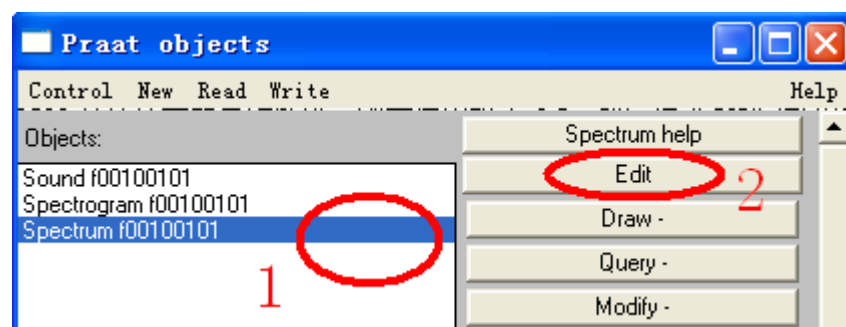 Praat objects
Control New Read Write Help
Objects:
Sound f00100101
Spectrogram f00100101
Spectrum f00100101
1
Spectrum help
Edit
2
Draw -
Query -
Modify -